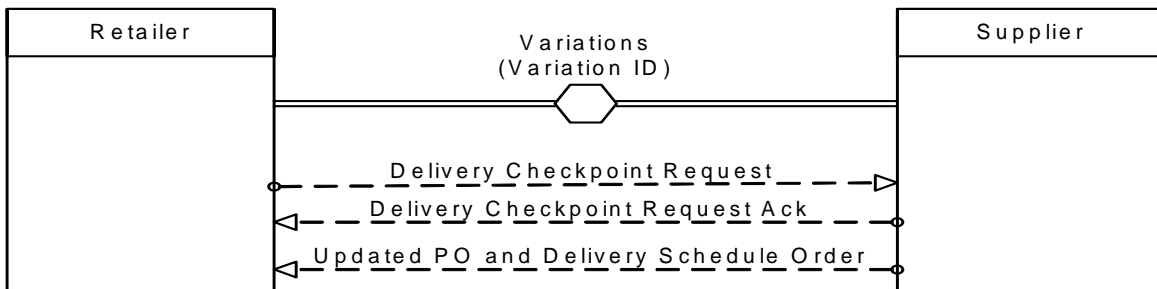 Retailer
Supplier
Variations
(Variation ID)
Delivery Checkpoint Request
Delivery Checkpoint Request Ack
Updated PO and Delivery Schedule Order